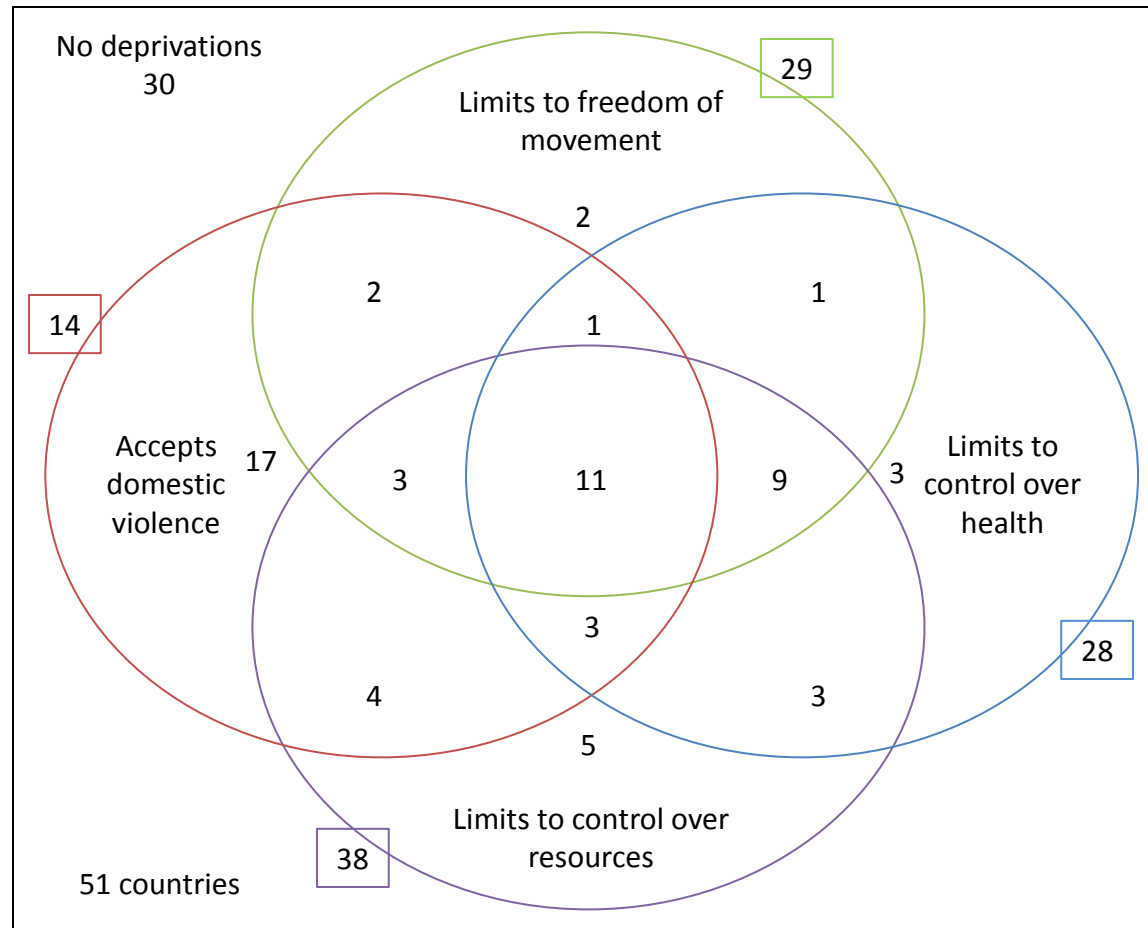 No deprivations
30
29
Limits to freedom of
movement
2
2
1
14
1
Accepts
domestic
violence
17
3
11
9
3
Limits to
control over
health
3
28
4
3
5
Limits to control over
resources
38
51 countries